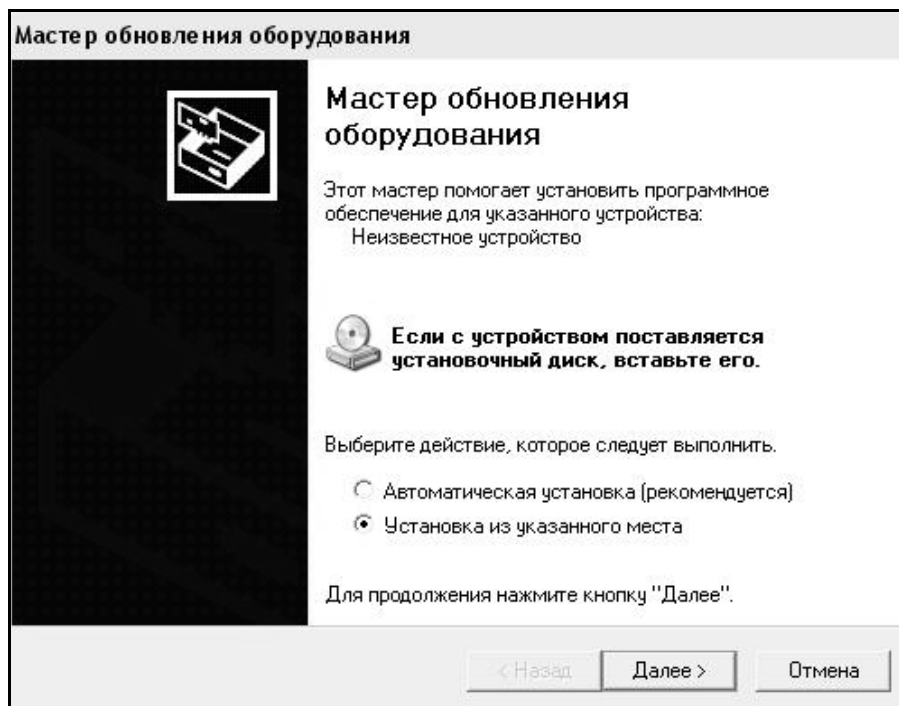 Мастер обновления оборудования
Мастер обновления
оборудования
Этот мастер помогает установить программное
обеспечение для указанного устройства:
Неизвестное устройство
Если с устройством поставляется
установочный диск, вставьте его.
Выберите действие, которое следует выполнить.
Автоматическая установка (рекомендуется)
Установка из указанного места
Для продолжения нажмите кнопку "Далее".
< Назад Далее > Отмена